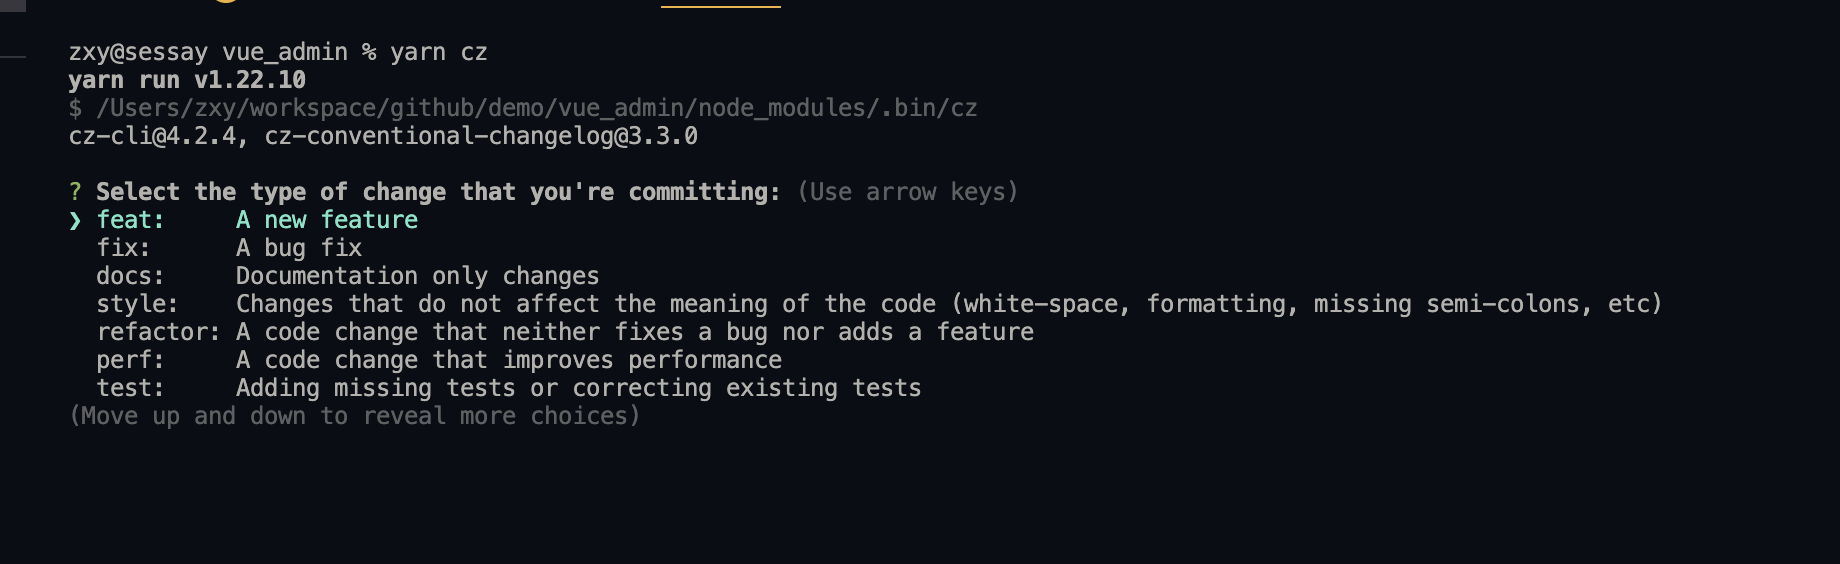 zxy@sessay vue_admin % yarn cz
yarn run v1.22.10
$ /Users/zxy/workspace/github/demo/vue_admin/node_modules/.bin/cz
cz-cli@4.2.4, cz-conventional-changelog@3.3.0
? Select the type of change that you're committing: (Use arrow keys)
❯ feat:     A new feature
  fix:      A bug fix
  docs:     Documentation only changes
  style:    Changes that do not affect the meaning of the code (white-space, formatting, missing semi-colons, etc)
  refactor: A code change that neither fixes a bug nor adds a feature
  perf:     A code change that improves performance
  test:     Adding missing tests or correcting existing tests
(Move up and down to reveal more choices)